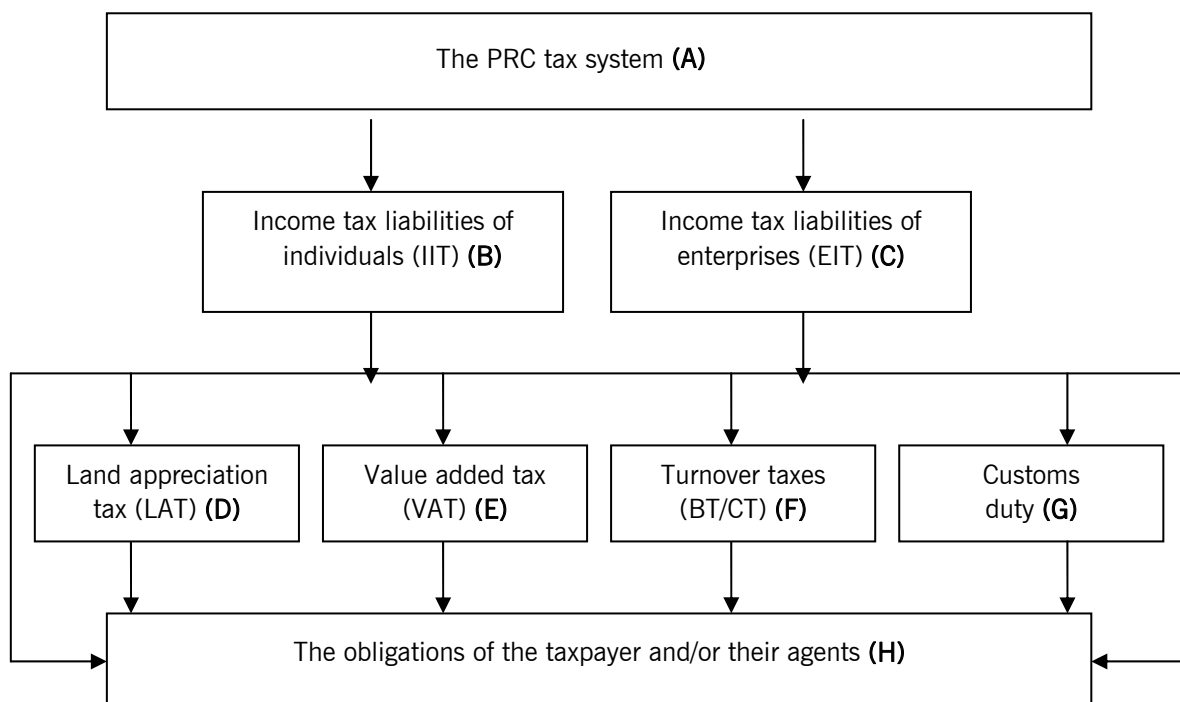 The PRC tax system (A)
Income tax liabilities of
individuals (IIT) (B)
Income tax liabilities of
enterprises (EIT) (C)
Land appreciation
tax (LAT) (D)
Value added tax
(VAT) (E)
Turnover taxes
(BT/CT) (F)
Customs
duty (G)
The obligations of the taxpayer and/or their agents (H)